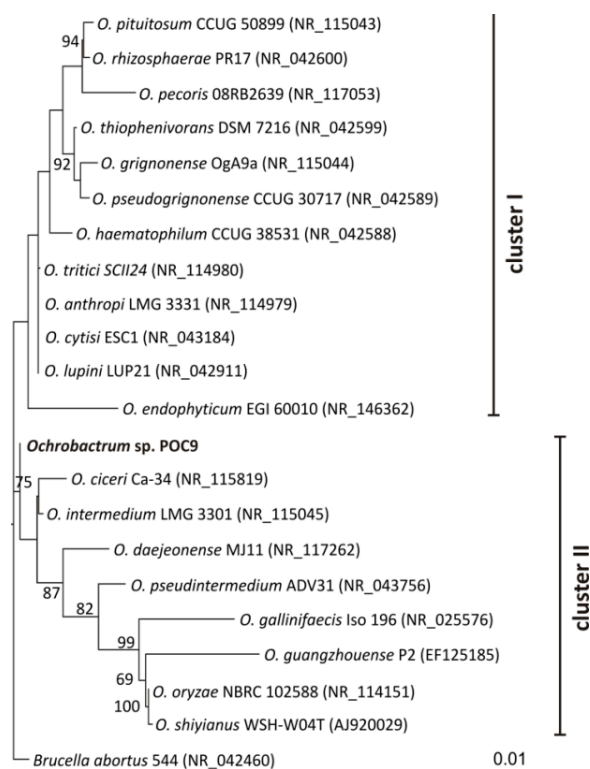 O. pituitosum CCUG 50899 (NR_115043)
94
O. rhizosphaerae PR17 (NR_042600)
O. pecoris 08RB2639 (NR_117053)
O. thiophenivorans DSM 7216 (NR_042599)
92
O. grignonense OgA9a (NR_115044)
O. pseudogrignonense CCUG 30717 (NR_042589)
O. haematophilum CCUG 38531 (NR_042588)
O. tritici SCII24 (NR_114980)
O. anthropi LMG 3331 (NR_114979)
O. cytisi ESC1 (NR_043184)
O. lupini LUP21 (NR_042911)
O. endophyticum EGI 60010 (NR_146362)
cluster I
Ochrobactrum sp. POC9
75
O. ciceri Ca-34 (NR_115819)
O. intermedium LMG 3301 (NR_115045)
O. daejeonense MJ11 (NR_117262)
87
O. pseudintermedium ADV31 (NR_043756)
82
O. gallinifaecis Iso 196 (NR_025576)
99
O. guangzhouense P2 (EF125185)
69
O. oryzae NBRC 102588 (NR_114151)
100
O. shiyianus WSH-W04T (AJ920029)
cluster II
Brucella abortus 544 (NR_042460)
0.01